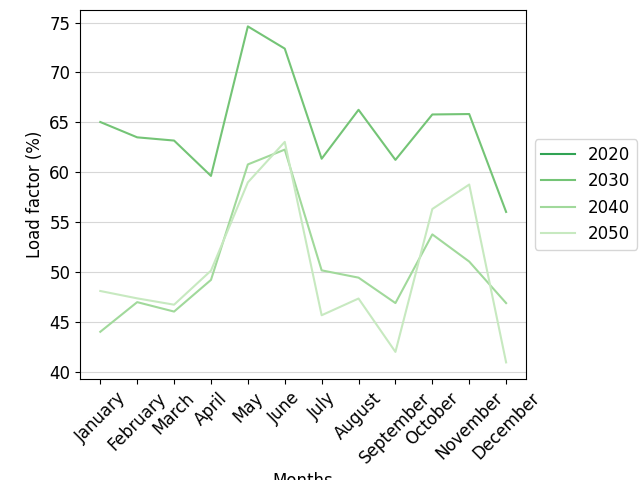 75
70
65
60
55
50
45
40
Load factor (%)
January
February
March
April
May
June
July
August
September
October
November
December
Months
2020
2030
2040
2050